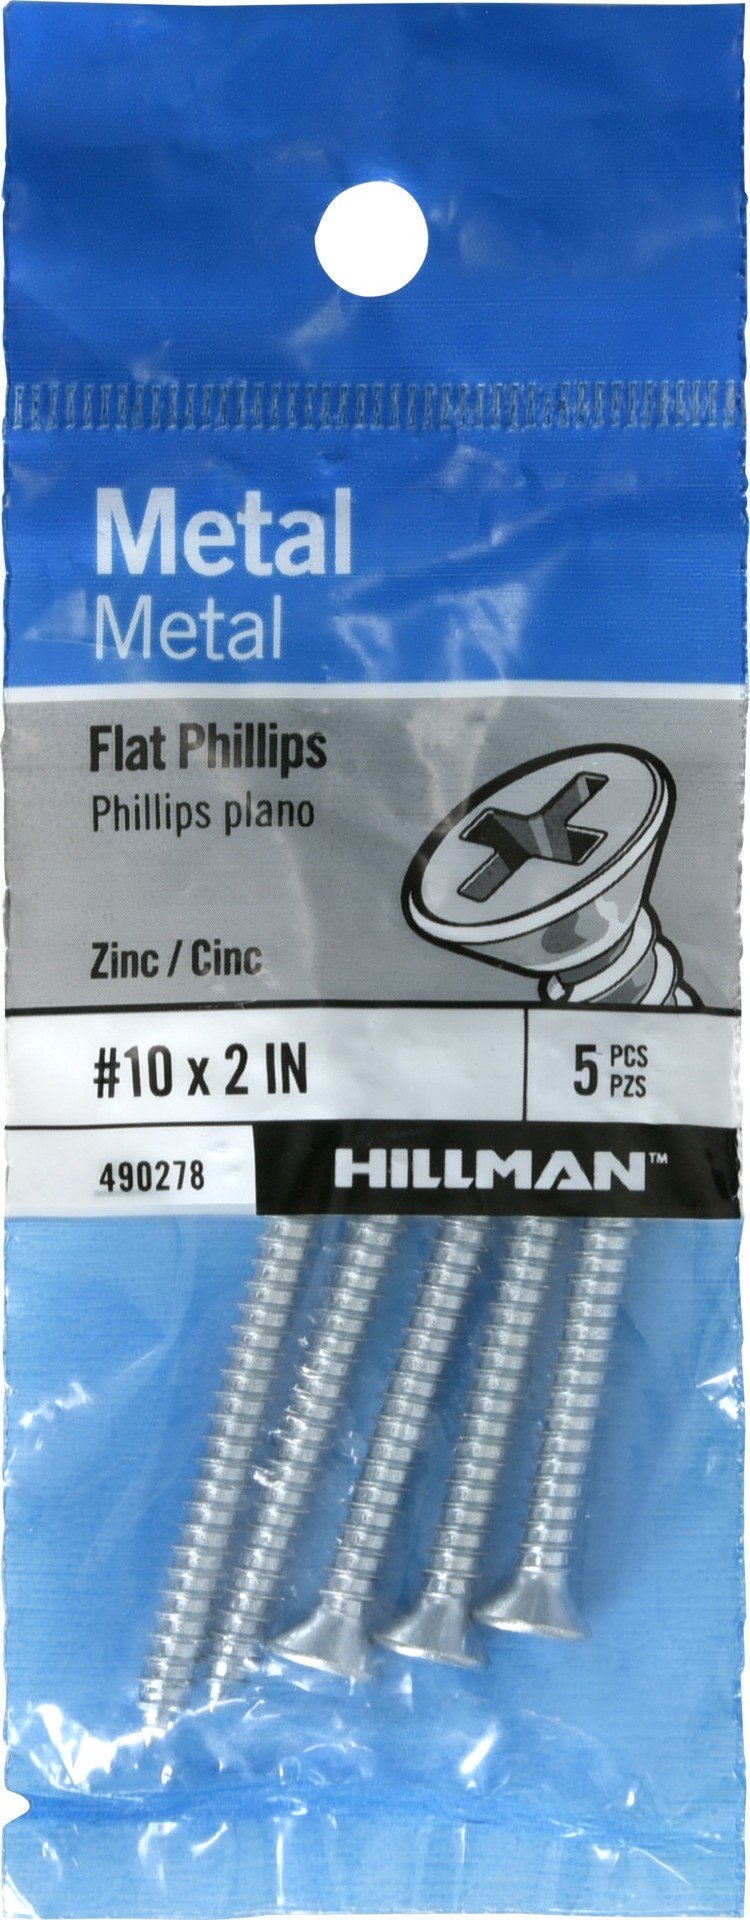 Metal
Metal
Flat Phillips
Phillips plano
Zinc / Cinc
#10 x 2 IN
5 PCS
PZS
490278
HILLMAN™